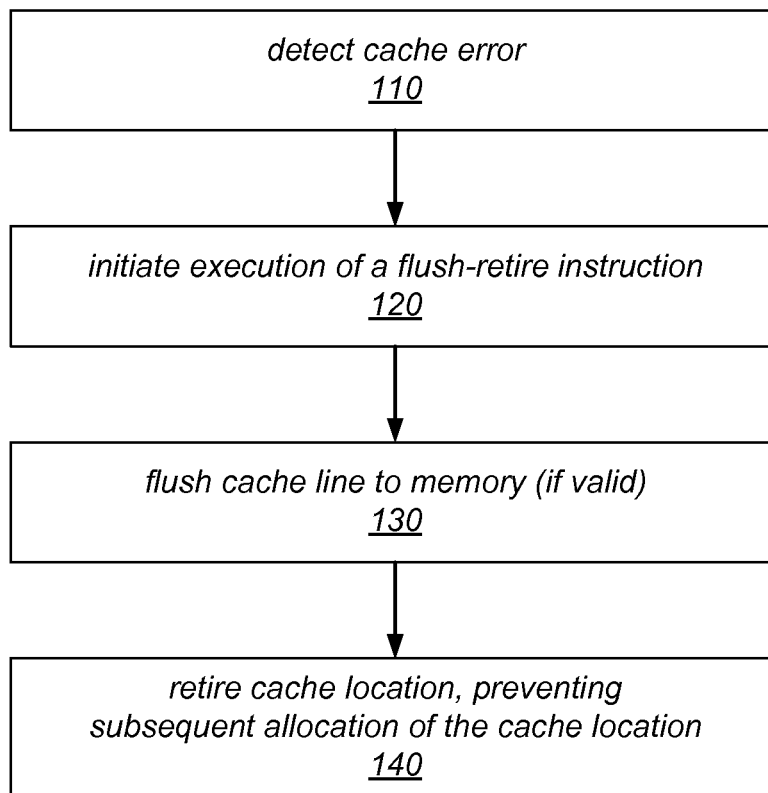 detect cache error
110
initiate execution of a flush-retire instruction
120
flush cache line to memory (if valid)
130
retire cache location, preventing
subsequent allocation of the cache location
140